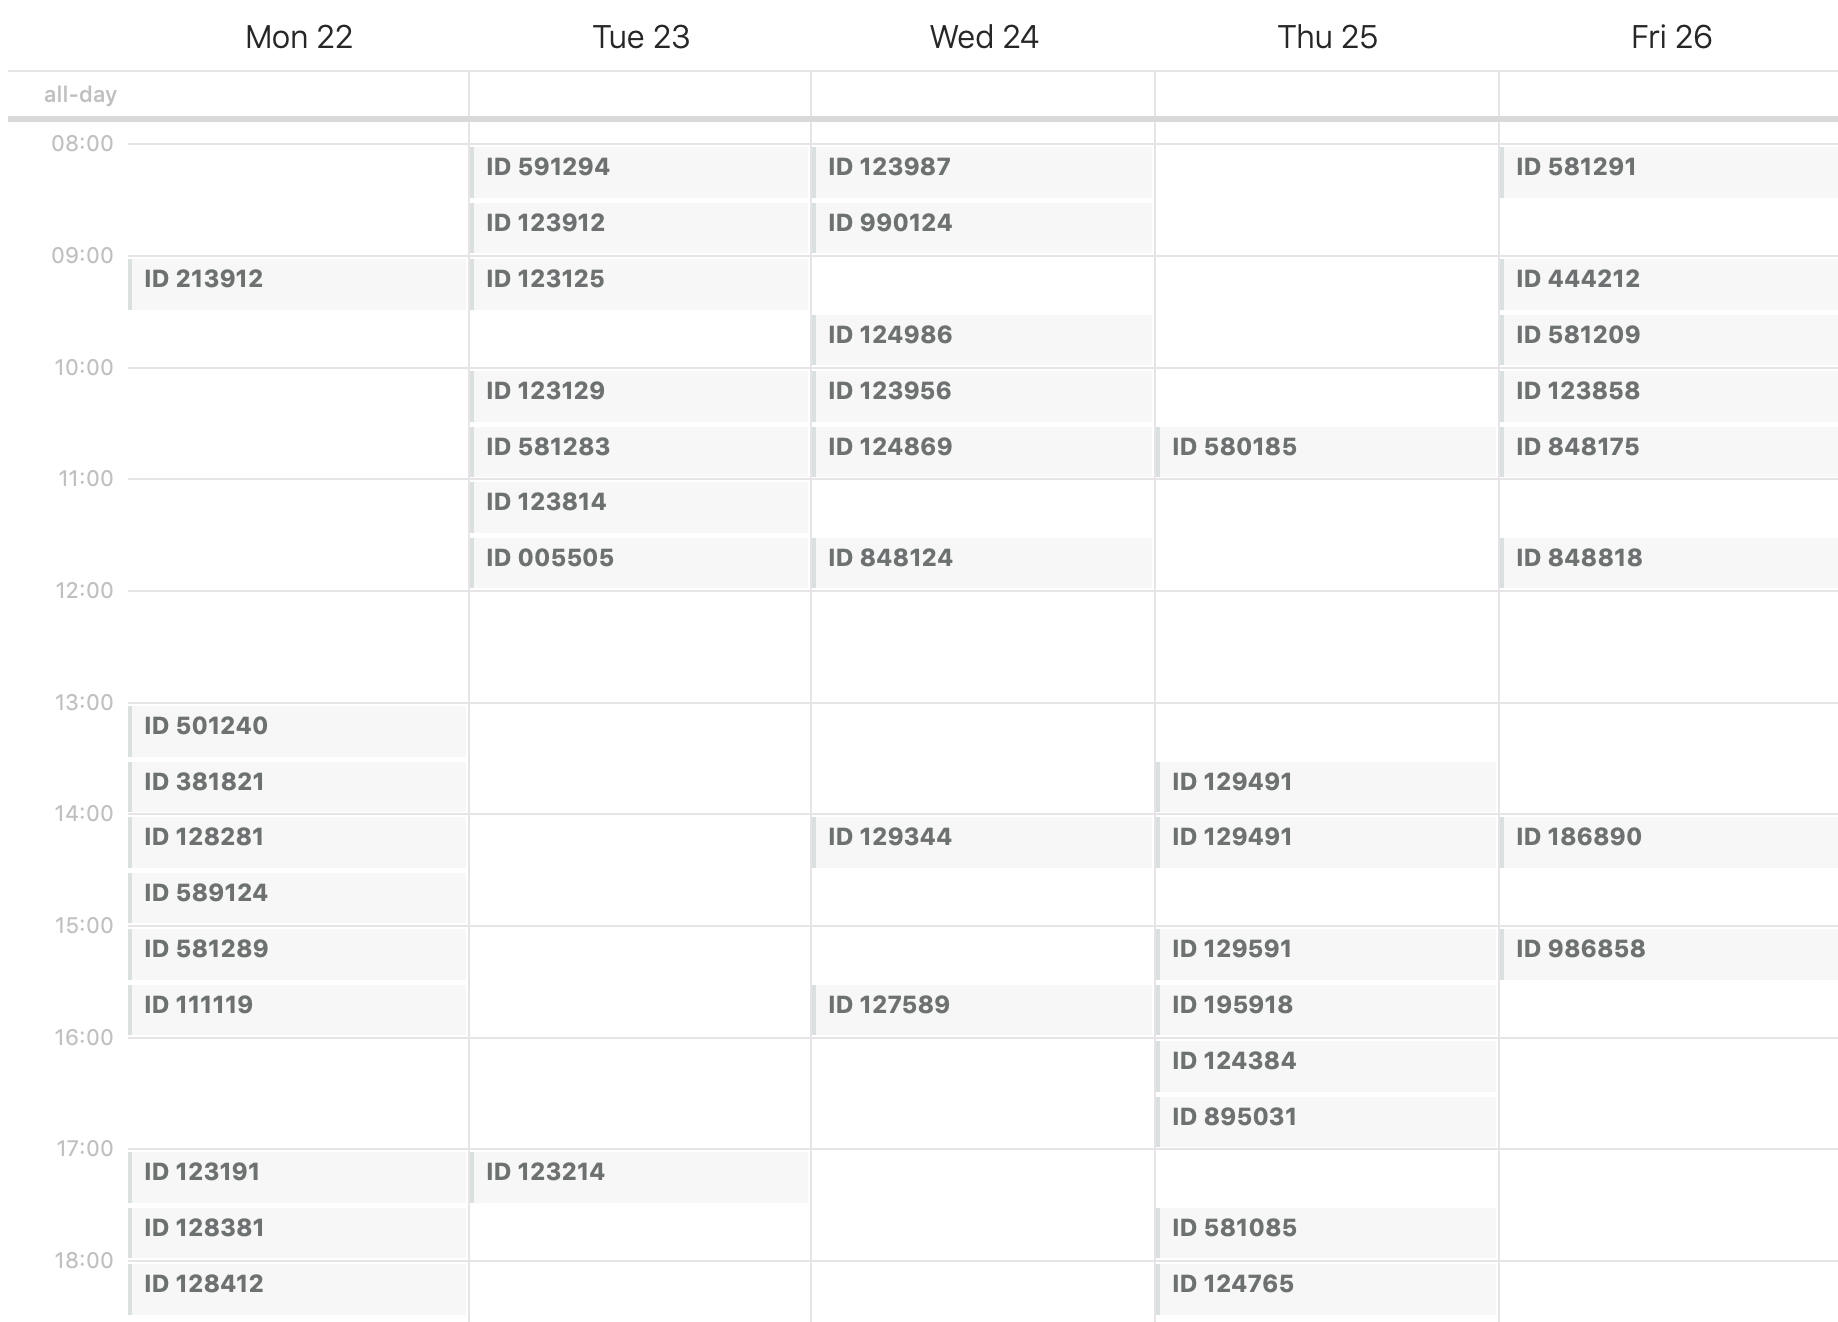 Mon 22 Tue 23 Wed 24 Thu 25 Fri 26
all-day
08:00
ID 591294 ID 123987 ID 581291
ID 123912 ID 990124
09:00
ID 213912 ID 123125 ID 444212
ID 124986 ID 581209
10:00
ID 123129 ID 123956 ID 123858
ID 581283 ID 124869 ID 580185 ID 848175
11:00
ID 123814
ID 005505 ID 848124 ID 848818
12:00
13:00
ID 501240
ID 381821 ID 129491
14:00
ID 128281 ID 129344 ID 129491 ID 186890
ID 589124
15:00
ID 581289 ID 129591 ID 986858
ID 111119 ID 127589 ID 195918
16:00
ID 124384
ID 895031
17:00
ID 123191 ID 123214
ID 128381 ID 581085
18:00
ID 128412 ID 124765